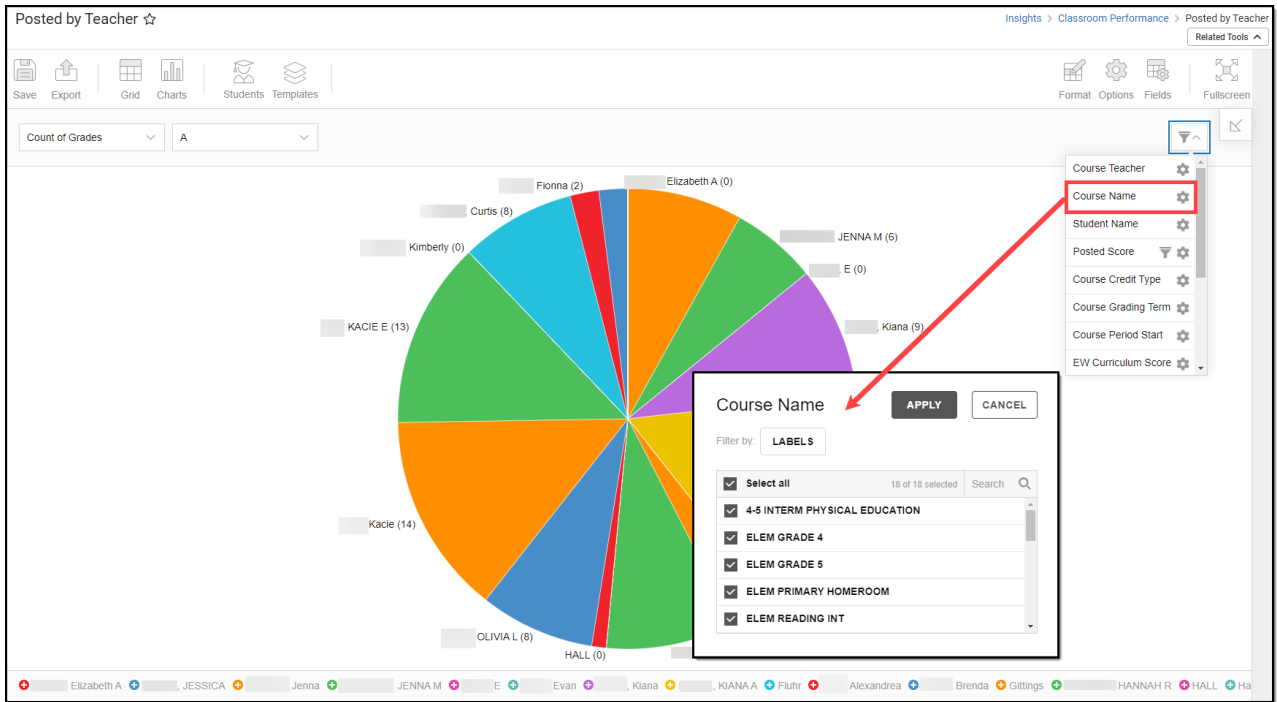 Posted by Teacher
Insights > Classroom Performance > Posted by Teacher
Related Tools
Save Export Grid Charts Students Templates Format Options Fields Fullscreen
Count of Grades A
Course Teacher
Course Name
Student Name
Posted Score
Course Credit Type
Course Grading Term
Course Period Start
EW Curriculum Score
Fionna (2)
Elizabeth A (0)
, Curtis (8)
JENNA M (6)
Kimberly (0)
, E (0)
KACIE E (13)
, Kiana (9)
Kacie (14)
OLIVIA L (8)
HALL (0)
Course Name APPLY CANCEL
Filter by: LABELS
Select all 18 of 18 selected Search
4-5 INTERM PHYSICAL EDUCATION
ELEM GRADE 4
ELEM GRADE 5
ELEM PRIMARY HOMEROOM
ELEM READING INT
Elizabeth A , JESSICA Jenna JENNA M E Evan , Kiana , KIANA A Fluhr Alexandrea Brenda Gittings HANNAH R HALL Ha